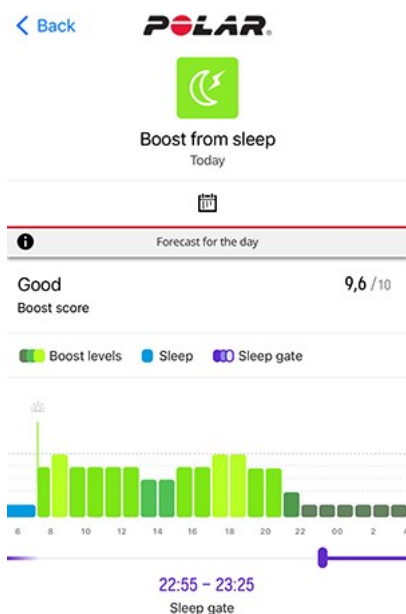 Back
POLAR
Boost from sleep
Today
Forecast for the day
Good 9,6 /10
Boost score
Boost levels Sleep Sleep gate
6 8 10 12 14 16 18 20 22 00 2 4
22:55 – 23:25
Sleep gate